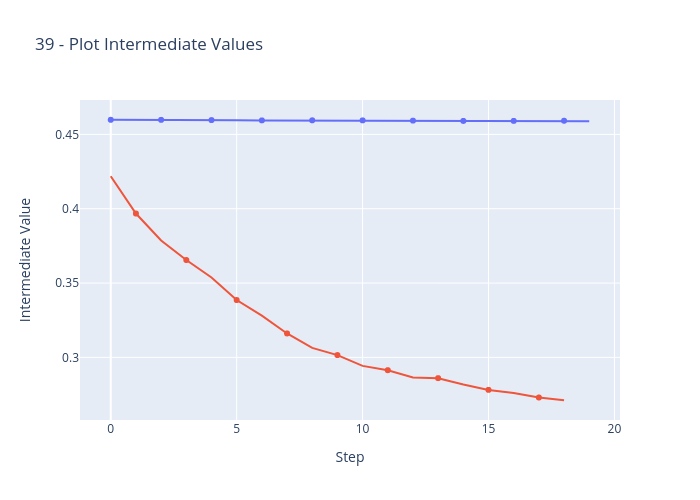 39 - Plot Intermediate Values
0.45
0.4
0.35
0.3
Intermediate Value
0 5 10 15 20
Step